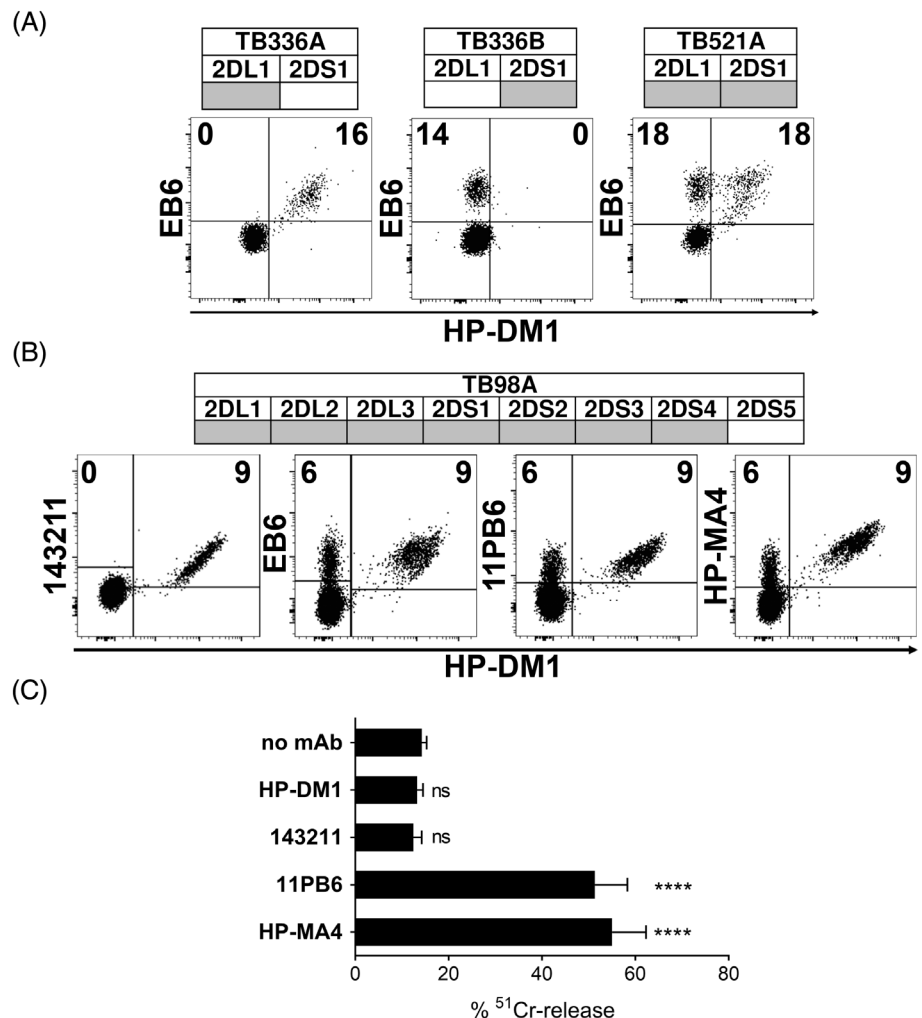 (A)
TB336A TB336B TB521A
2DL1 2DS1 2DL1 2DS1 2DL1 2DS1
0 16 14 0 18 18
EB6 EB6 EB6
HP-DM1
(B)
TB98A
2DL1 2DL2 2DL3 2DS1 2DS2 2DS3 2DS4 2DS5
0 9 6 9 6 9 6 9
143211 EB6 11PB6 HP-MA4
HP-DM1
(C)
no mAb
HP-DM1 ns
143211 ns
11PB6 ****
HP-MA4 ****
0 20 40 60 80
% ⁵¹Cr-release